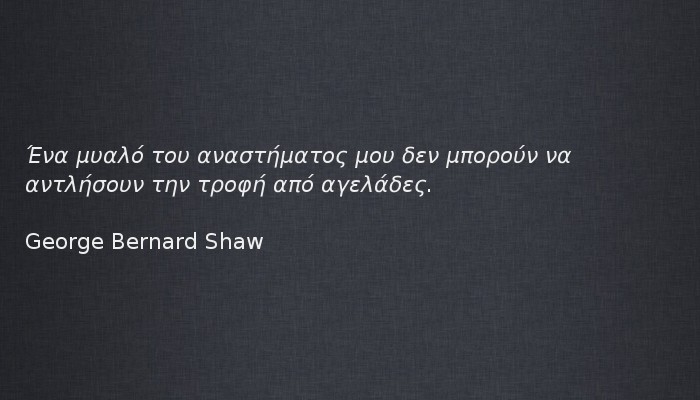 Ένα μυαλό του αναστήματος μου δεν μπορούν να
αντλήσουν την τροφή από αγελάδες.
George Bernard Shaw